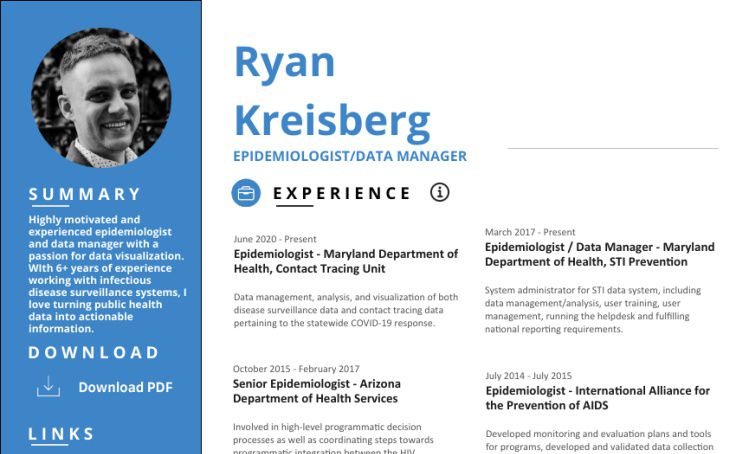 Ryan
Kreisberg
EPIDEMIOLOGIST/DATA MANAGER
SUMMARY
Highly motivated and
experienced epidemiologist
and data manager with a
passion for data visualization.
WIth 6+ years of experience
working with infectious
disease surveillance systems, I
love turning public health
data into actionable
information.
DOWNLOAD
Download PDF
LINKS
EXPERIENCE
June 2020 - Present
Epidemiologist - Maryland Department of
Health, Contact Tracing Unit
Data management, analysis, and visualization of both
disease surveillance data and contact tracing data
pertaining to the statewide COVID-19 response.
March 2017 - Present
Epidemiologist / Data Manager - Maryland
Department of Health, STI Prevention
System administrator for STI data system, including
data management/analysis, user training, user
management, running the helpdesk and fulfilling
national reporting requirements.
October 2015 - February 2017
Senior Epidemiologist - Arizona
Department of Health Services
Involved in high-level programmatic decision
processes as well as coordinating steps towards
programmatic integration between the HIV
July 2014 - July 2015
Epidemiologist - International Alliance for
the Prevention of AIDS
Developed monitoring and evaluation plans and tools
for programs, developed and validated data collection